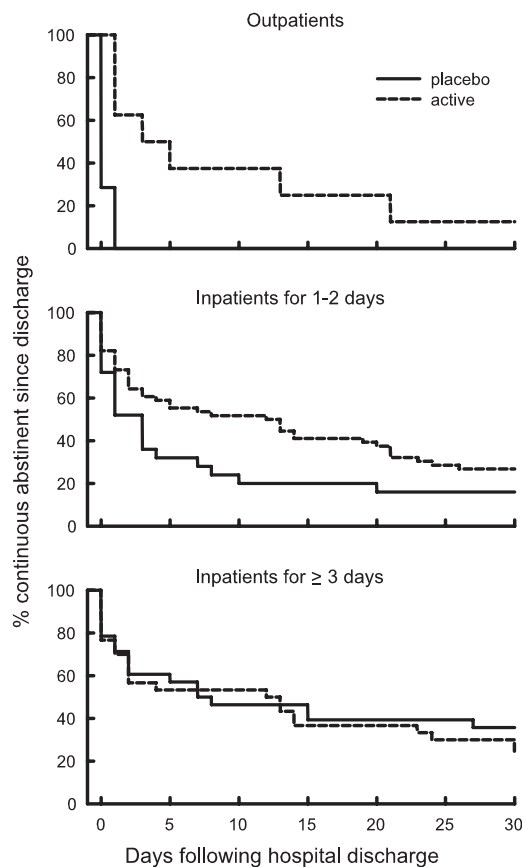 Outpatients
100
80
60
40
20
0
placebo
active
Inpatients for 1-2 days
100
80
60
40
20
0
Inpatients for ≥ 3 days
100
80
60
40
20
0
0 5 10 15 20 25 30
Days following hospital discharge
% continuous abstinent since discharge